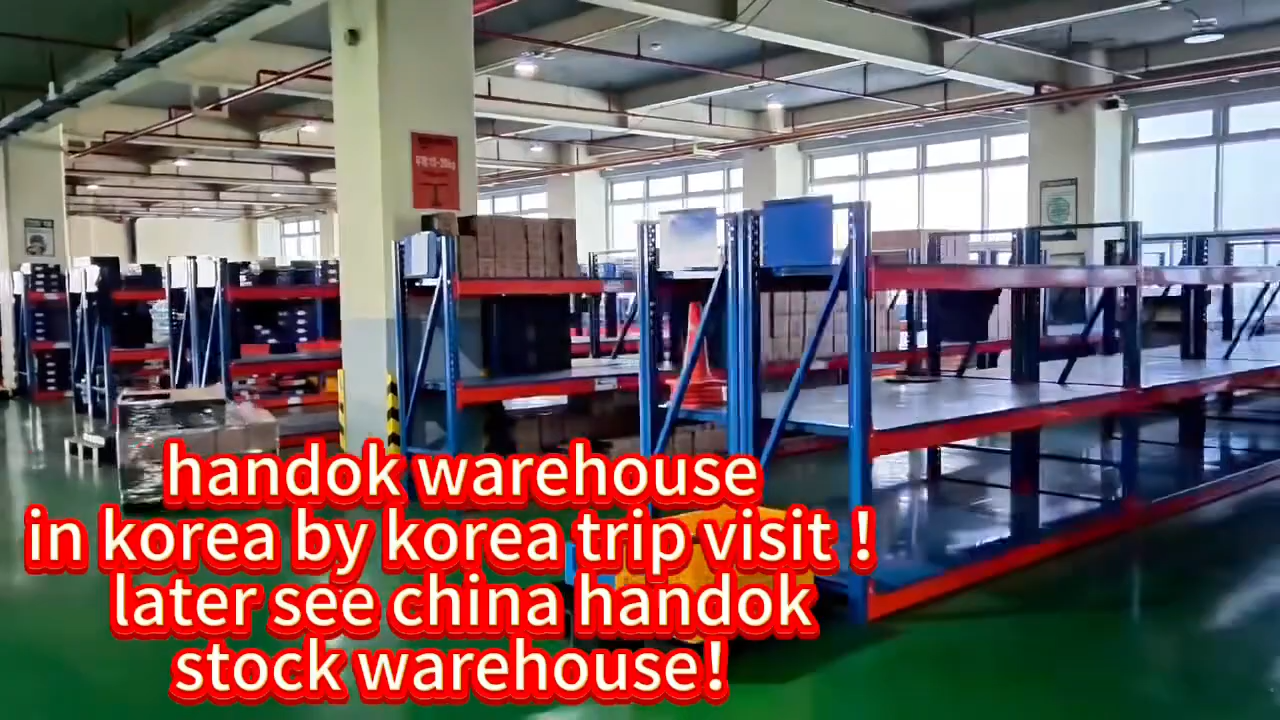 handok warehouse
in korea by korea trip visit！
later see china handok
stock warehouse！